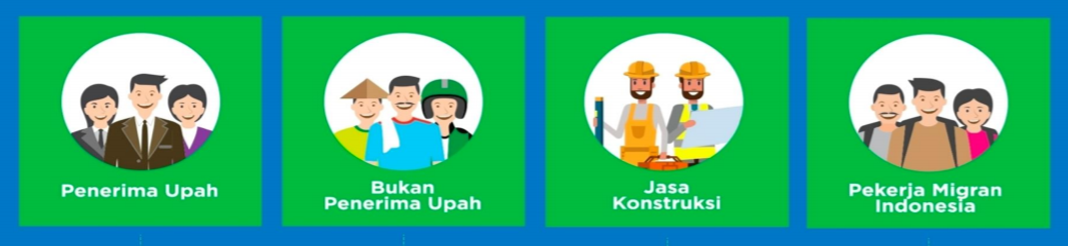 Penerima Upah
Bukan
Penerima Upah
Jasa
Konstruksi
Pekerja Migran
Indonesia